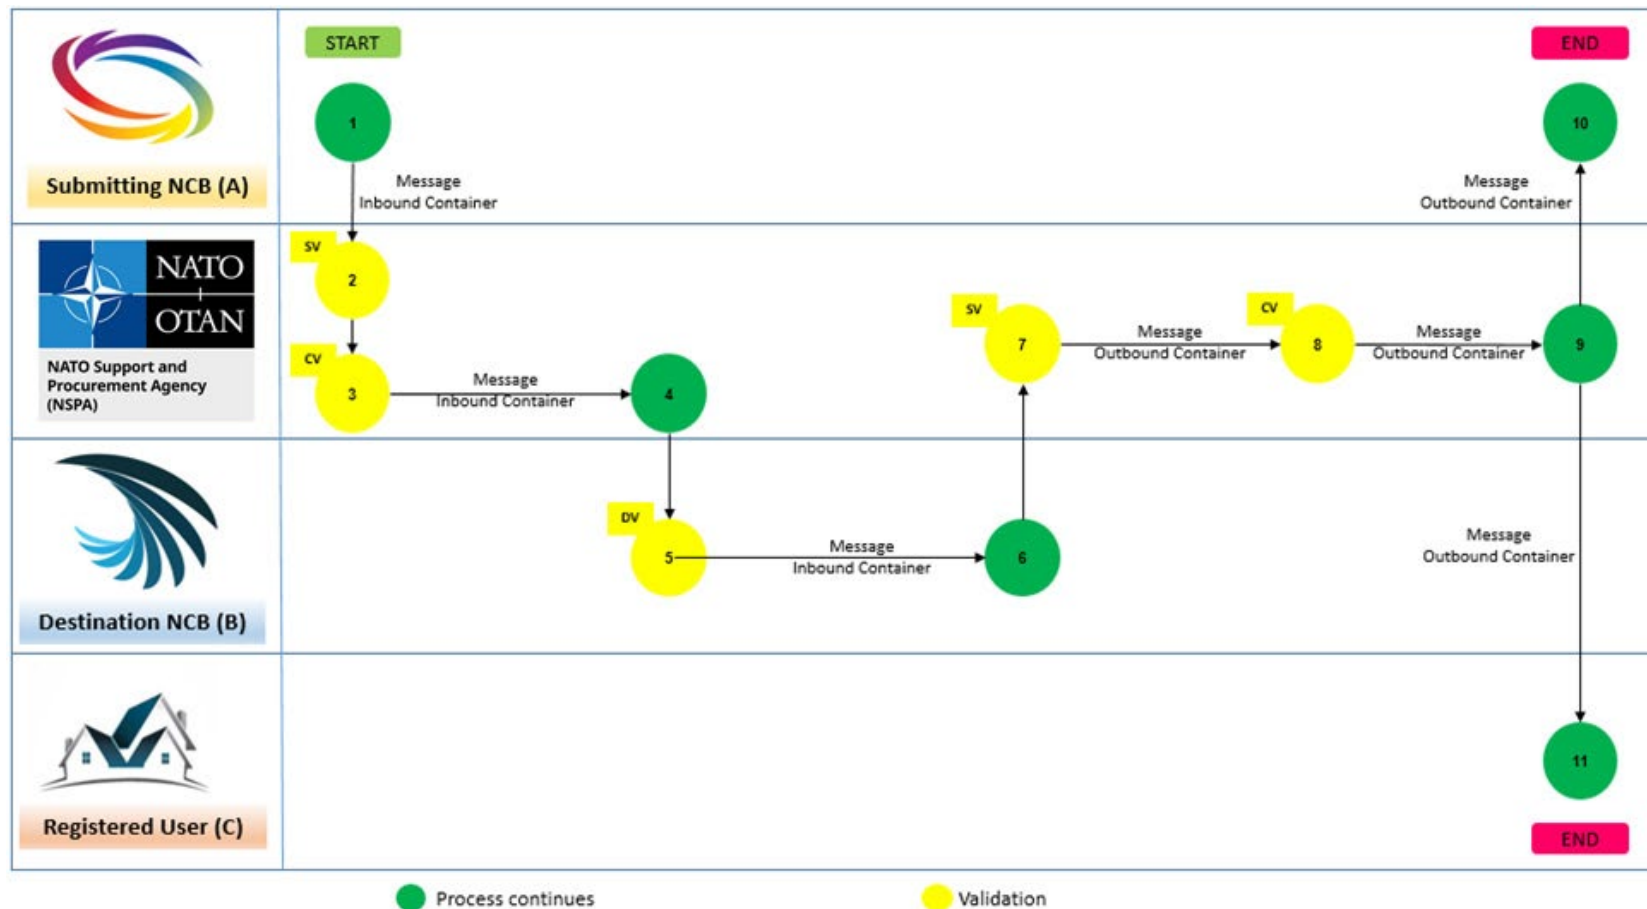 START
END
1
10
Submitting NCB (A)
Message
Inbound Container
Message
Outbound Container
NATO
OTAN
NATO Support and
Procurement Agency
(NSPA)
SV
2
CV
3
Message
Inbound Container
4
SV
7
Message
Outbound Container
CV
8
Message
Outbound Container
9
DV
5
Message
Inbound Container
6
Message
Outbound Container
Destination NCB (B)
11
Registered User (C)
END
Process continues
Validation